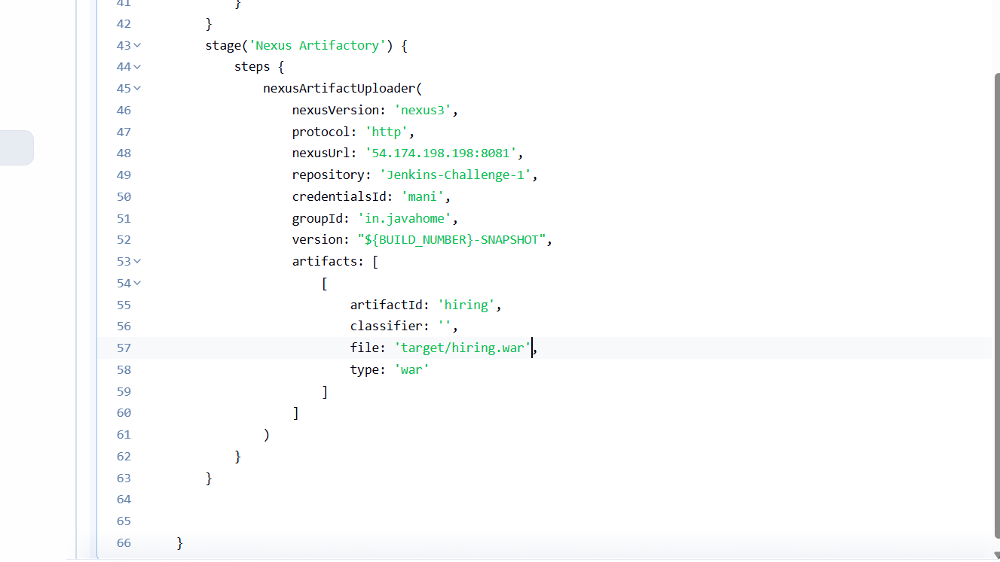 41 }
42 }
43 stage('Nexus Artifactory') {
44 steps {
45 nexusArtifactUploader(
46 nexusVersion: 'nexus3',
47 protocol: 'http',
48 nexusUrl: '54.174.198.198:8081',
49 repository: 'Jenkins-Challenge-1',
50 credentialsId: 'mani',
51 groupId: 'in.javahome',
52 version: "${BUILD_NUMBER}-SNAPSHOT",
53 artifacts: [
54 [
55 artifactId: 'hiring',
56 classifier: '',
57 file: 'target/hiring.war',
58 type: 'war'
59 ]
60 ]
61 )
62 }
63 }
64
65
66 }